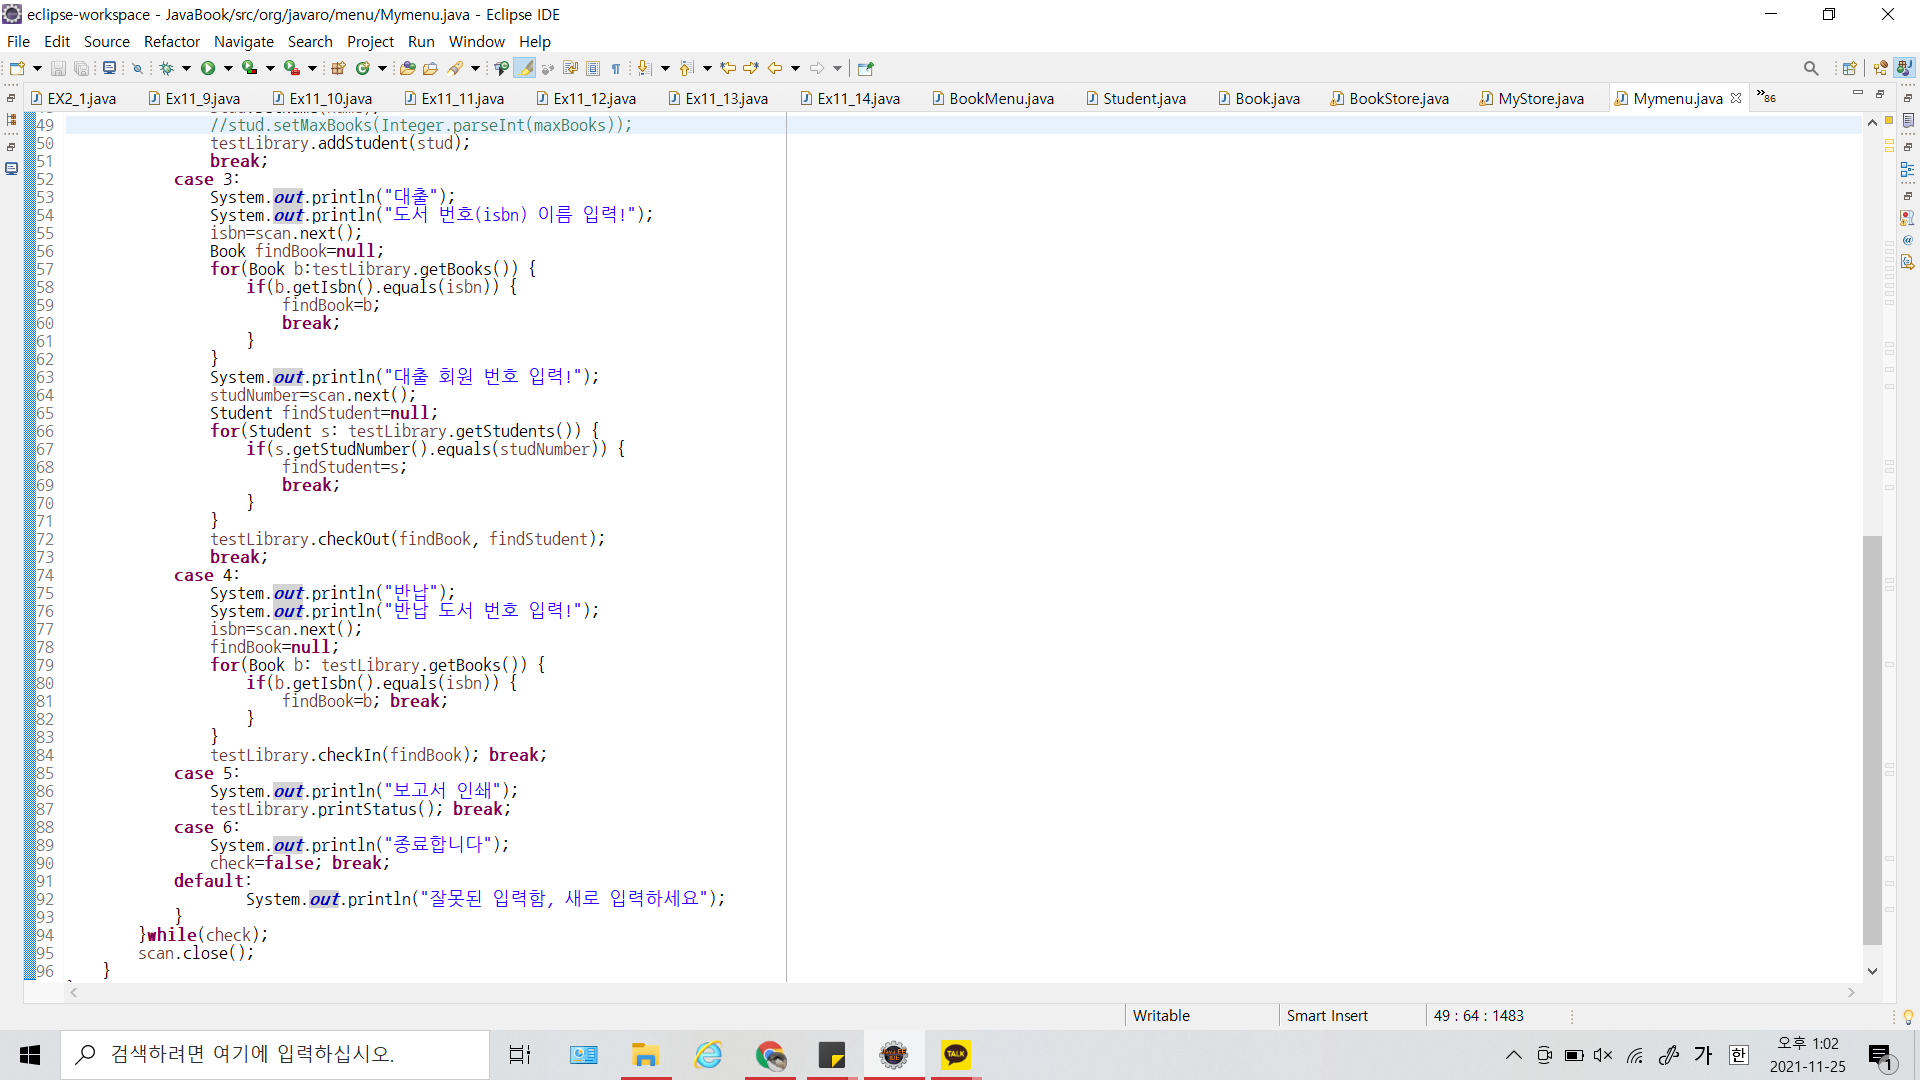 eclipse-workspace - JavaBook/src/org/javaro/menu/Mymenu.java - Eclipse IDE
File Edit Source Refactor Navigate Search Project Run Window Help
EX2_1.java Ex11_9.java Ex11_10.java Ex11_11.java Ex11_12.java Ex11_13.java Ex11_14.java BookMenu.java Student.java Book.java BookStore.java MyStore.java Mymenu.java »86
49 //stud.setMaxBooks(Integer.parseInt(maxBooks));
50 testLibrary.addStudent(stud);
51 break;
52 case 3:
53 System.out.println("대출");
54 System.out.println("도서 번호(isbn) 이름 입력!");
55 isbn=scan.next();
56 Book findBook=null;
57 for(Book b:testLibrary.getBooks()) {
58 if(b.getIsbn().equals(isbn)) {
59 findBook=b;
60 break;
61 }
62 }
63 System.out.println("대출 회원 번호 입력!");
64 studNumber=scan.next();
65 Student findStudent=null;
66 for(Student s: testLibrary.getStudents()) {
67 if(s.getStudNumber().equals(studNumber)) {
68 findStudent=s;
69 break;
70 }
71 }
72 testLibrary.checkOut(findBook, findStudent);
73 break;
74 case 4:
75 System.out.println("반납");
76 System.out.println("반납 도서 번호 입력!");
77 isbn=scan.next();
78 findBook=null;
79 for(Book b: testLibrary.getBooks()) {
80 if(b.getIsbn().equals(isbn)) {
81 findBook=b; break;
82 }
83 }
84 testLibrary.checkIn(findBook); break;
85 case 5:
86 System.out.println("보고서 인쇄");
87 testLibrary.printStatus(); break;
88 case 6:
89 System.out.println("종료합니다");
90 check=false; break;
91 default:
92 System.out.println("잘못된 입력함, 새로 입력하세요");
93 }
94 }while(check);
95 scan.close();
96 }
Writable Smart Insert 49 : 64 : 1483
검색하려면 여기에 입력하십시오.
TALK
가 한
오후 1:02
2021-11-25
1